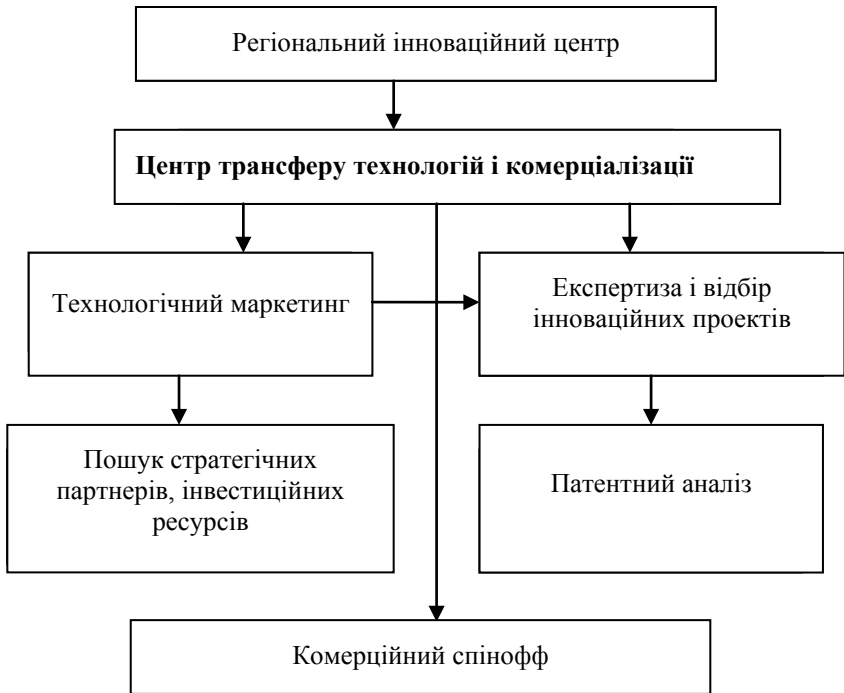 Регіональний інноваційний центр
Центр трансферу технологій і комерціалізації
Технологічний маркетинг
Експертиза і відбір
інноваційних проектів
Пошук стратегічних
партнерів, інвестиційних
ресурсів
Патентний аналіз
Комерційний спінофф